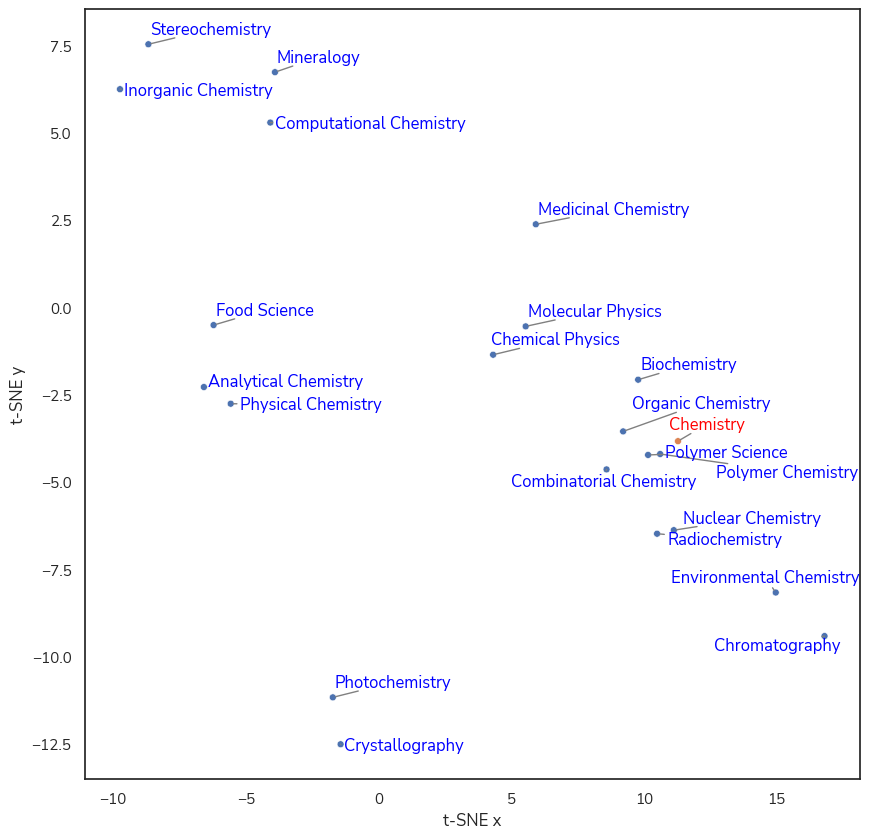 Stereochemistry
Mineralogy
Inorganic Chemistry
Computational Chemistry
Medicinal Chemistry
Food Science
Molecular Physics
Chemical Physics
Biochemistry
Analytical Chemistry
Physical Chemistry
Organic Chemistry
Chemistry
Polymer Science
Polymer Chemistry
Combinatorial Chemistry
Nuclear Chemistry
Radiochemistry
Environmental Chemistry
Chromatography
Photochemistry
Crystallography
7.5
5.0
2.5
0.0
−2.5
−5.0
−7.5
−10.0
−12.5
t-SNE y
−10 −5 0 5 10 15
t-SNE x